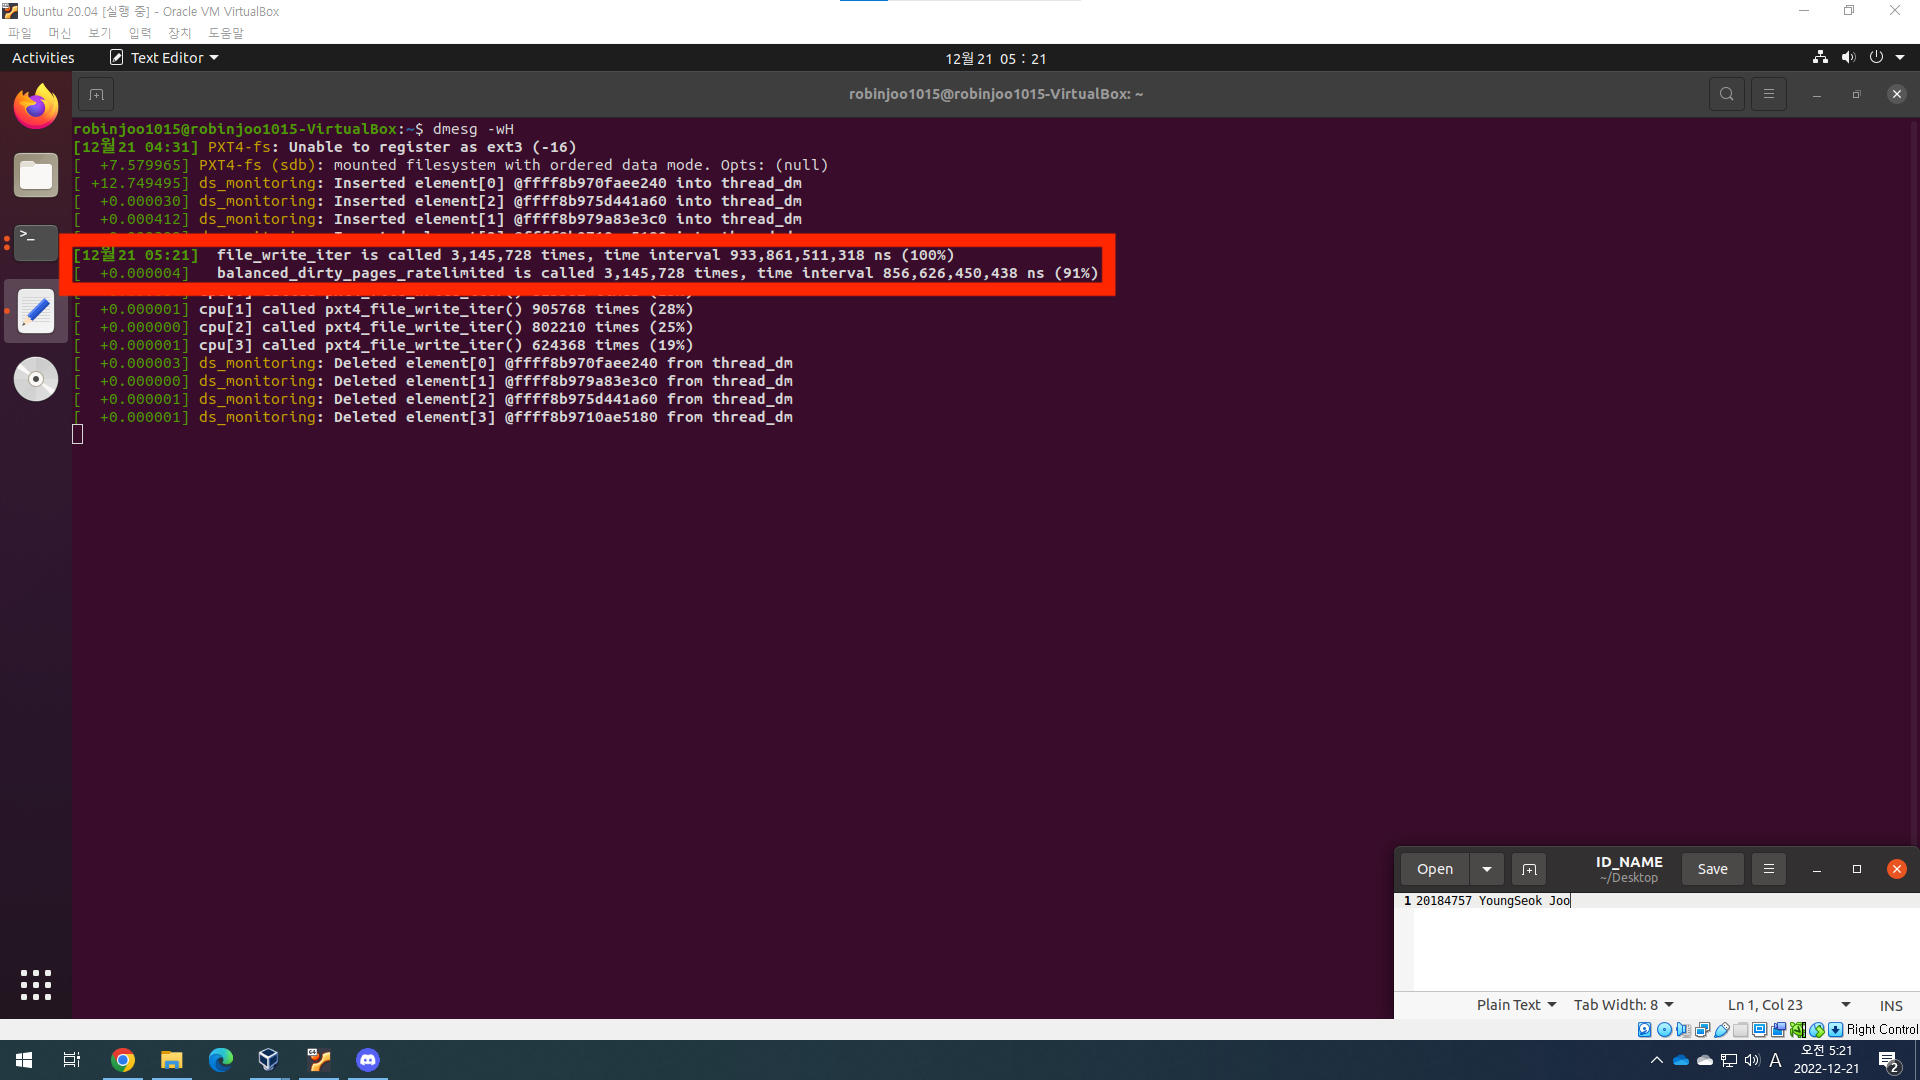 Ubuntu 20.04 [실행 중] - Oracle VM VirtualBox
파일 머신 보기 입력 장치 도움말
Activities Text Editor 12월 21 05 : 21
robinjoo1015@robinjoo1015-VirtualBox: ~
robinjoo1015@robinjoo1015-VirtualBox:~$ dmesg -wH
[12월21 04:31] PXT4-fs: Unable to register as ext3 (-16)
[ +7.579965] PXT4-fs (sdb): mounted filesystem with ordered data mode. Opts: (null)
[ +12.749495] ds_monitoring: Inserted element[0] @ffff8b970faee240 into thread_dm
[ +0.000030] ds_monitoring: Inserted element[2] @ffff8b975d441a60 into thread_dm
[ +0.000412] ds_monitoring: Inserted element[1] @ffff8b979a83e3c0 into thread_dm
[12월21 05:21] file_write_iter is called 3,145,728 times, time interval 933,861,511,318 ns (100%)
[ +0.000004] balanced_dirty_pages_ratelimited is called 3,145,728 times, time interval 856,626,450,438 ns (91%)
[ +0.000001] cpu[1] called pxt4_file_write_iter() 905768 times (28%)
[ +0.000000] cpu[2] called pxt4_file_write_iter() 802210 times (25%)
[ +0.000001] cpu[3] called pxt4_file_write_iter() 624368 times (19%)
[ +0.000003] ds_monitoring: Deleted element[0] @ffff8b970faee240 from thread_dm
[ +0.000000] ds_monitoring: Deleted element[1] @ffff8b979a83e3c0 from thread_dm
[ +0.000001] ds_monitoring: Deleted element[2] @ffff8b975d441a60 from thread_dm
[ +0.000001] ds_monitoring: Deleted element[3] @ffff8b9710ae5180 from thread_dm
Open ID_NAME Save
~/Desktop
1 20184757 YoungSeok Joo
Plain Text Tab Width: 8 Ln 1, Col 23 INS
Right Control
A 오전 5:21
2022-12-21 2